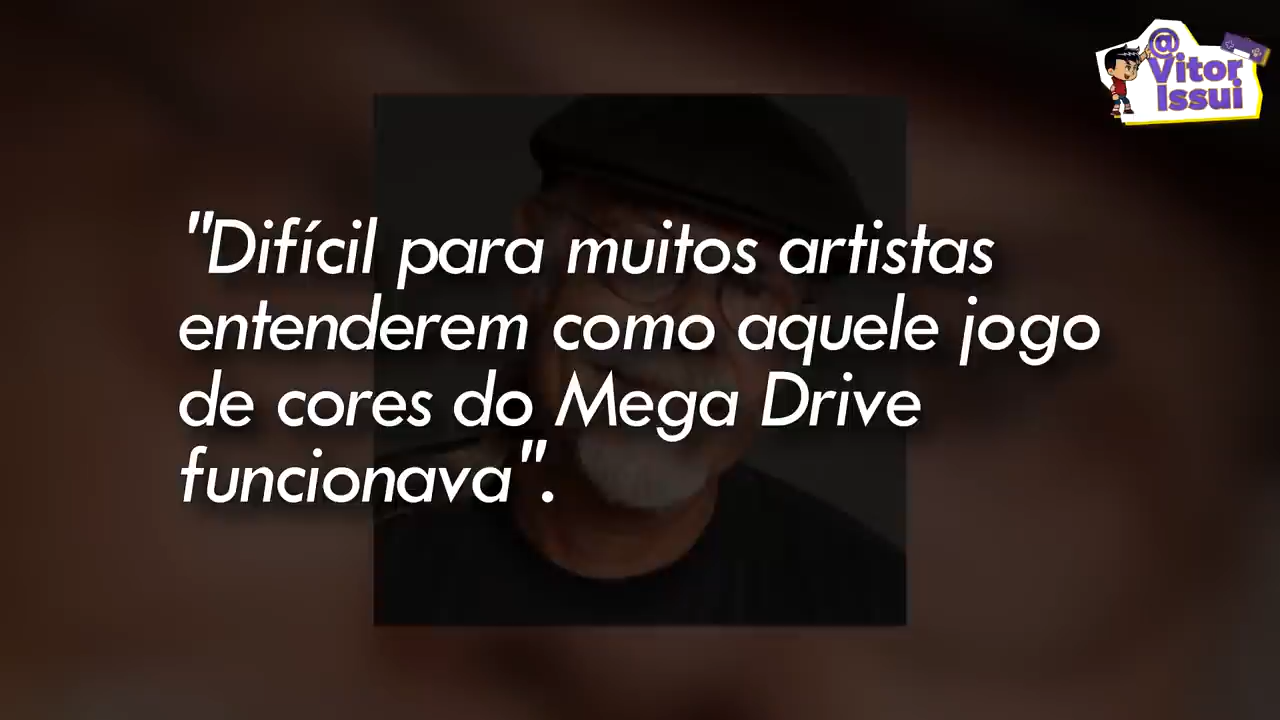 @
Vitor
Issui
"Difícil para muitos artistas
entenderem como aquele jogo
de cores do Mega Drive
funcionava".